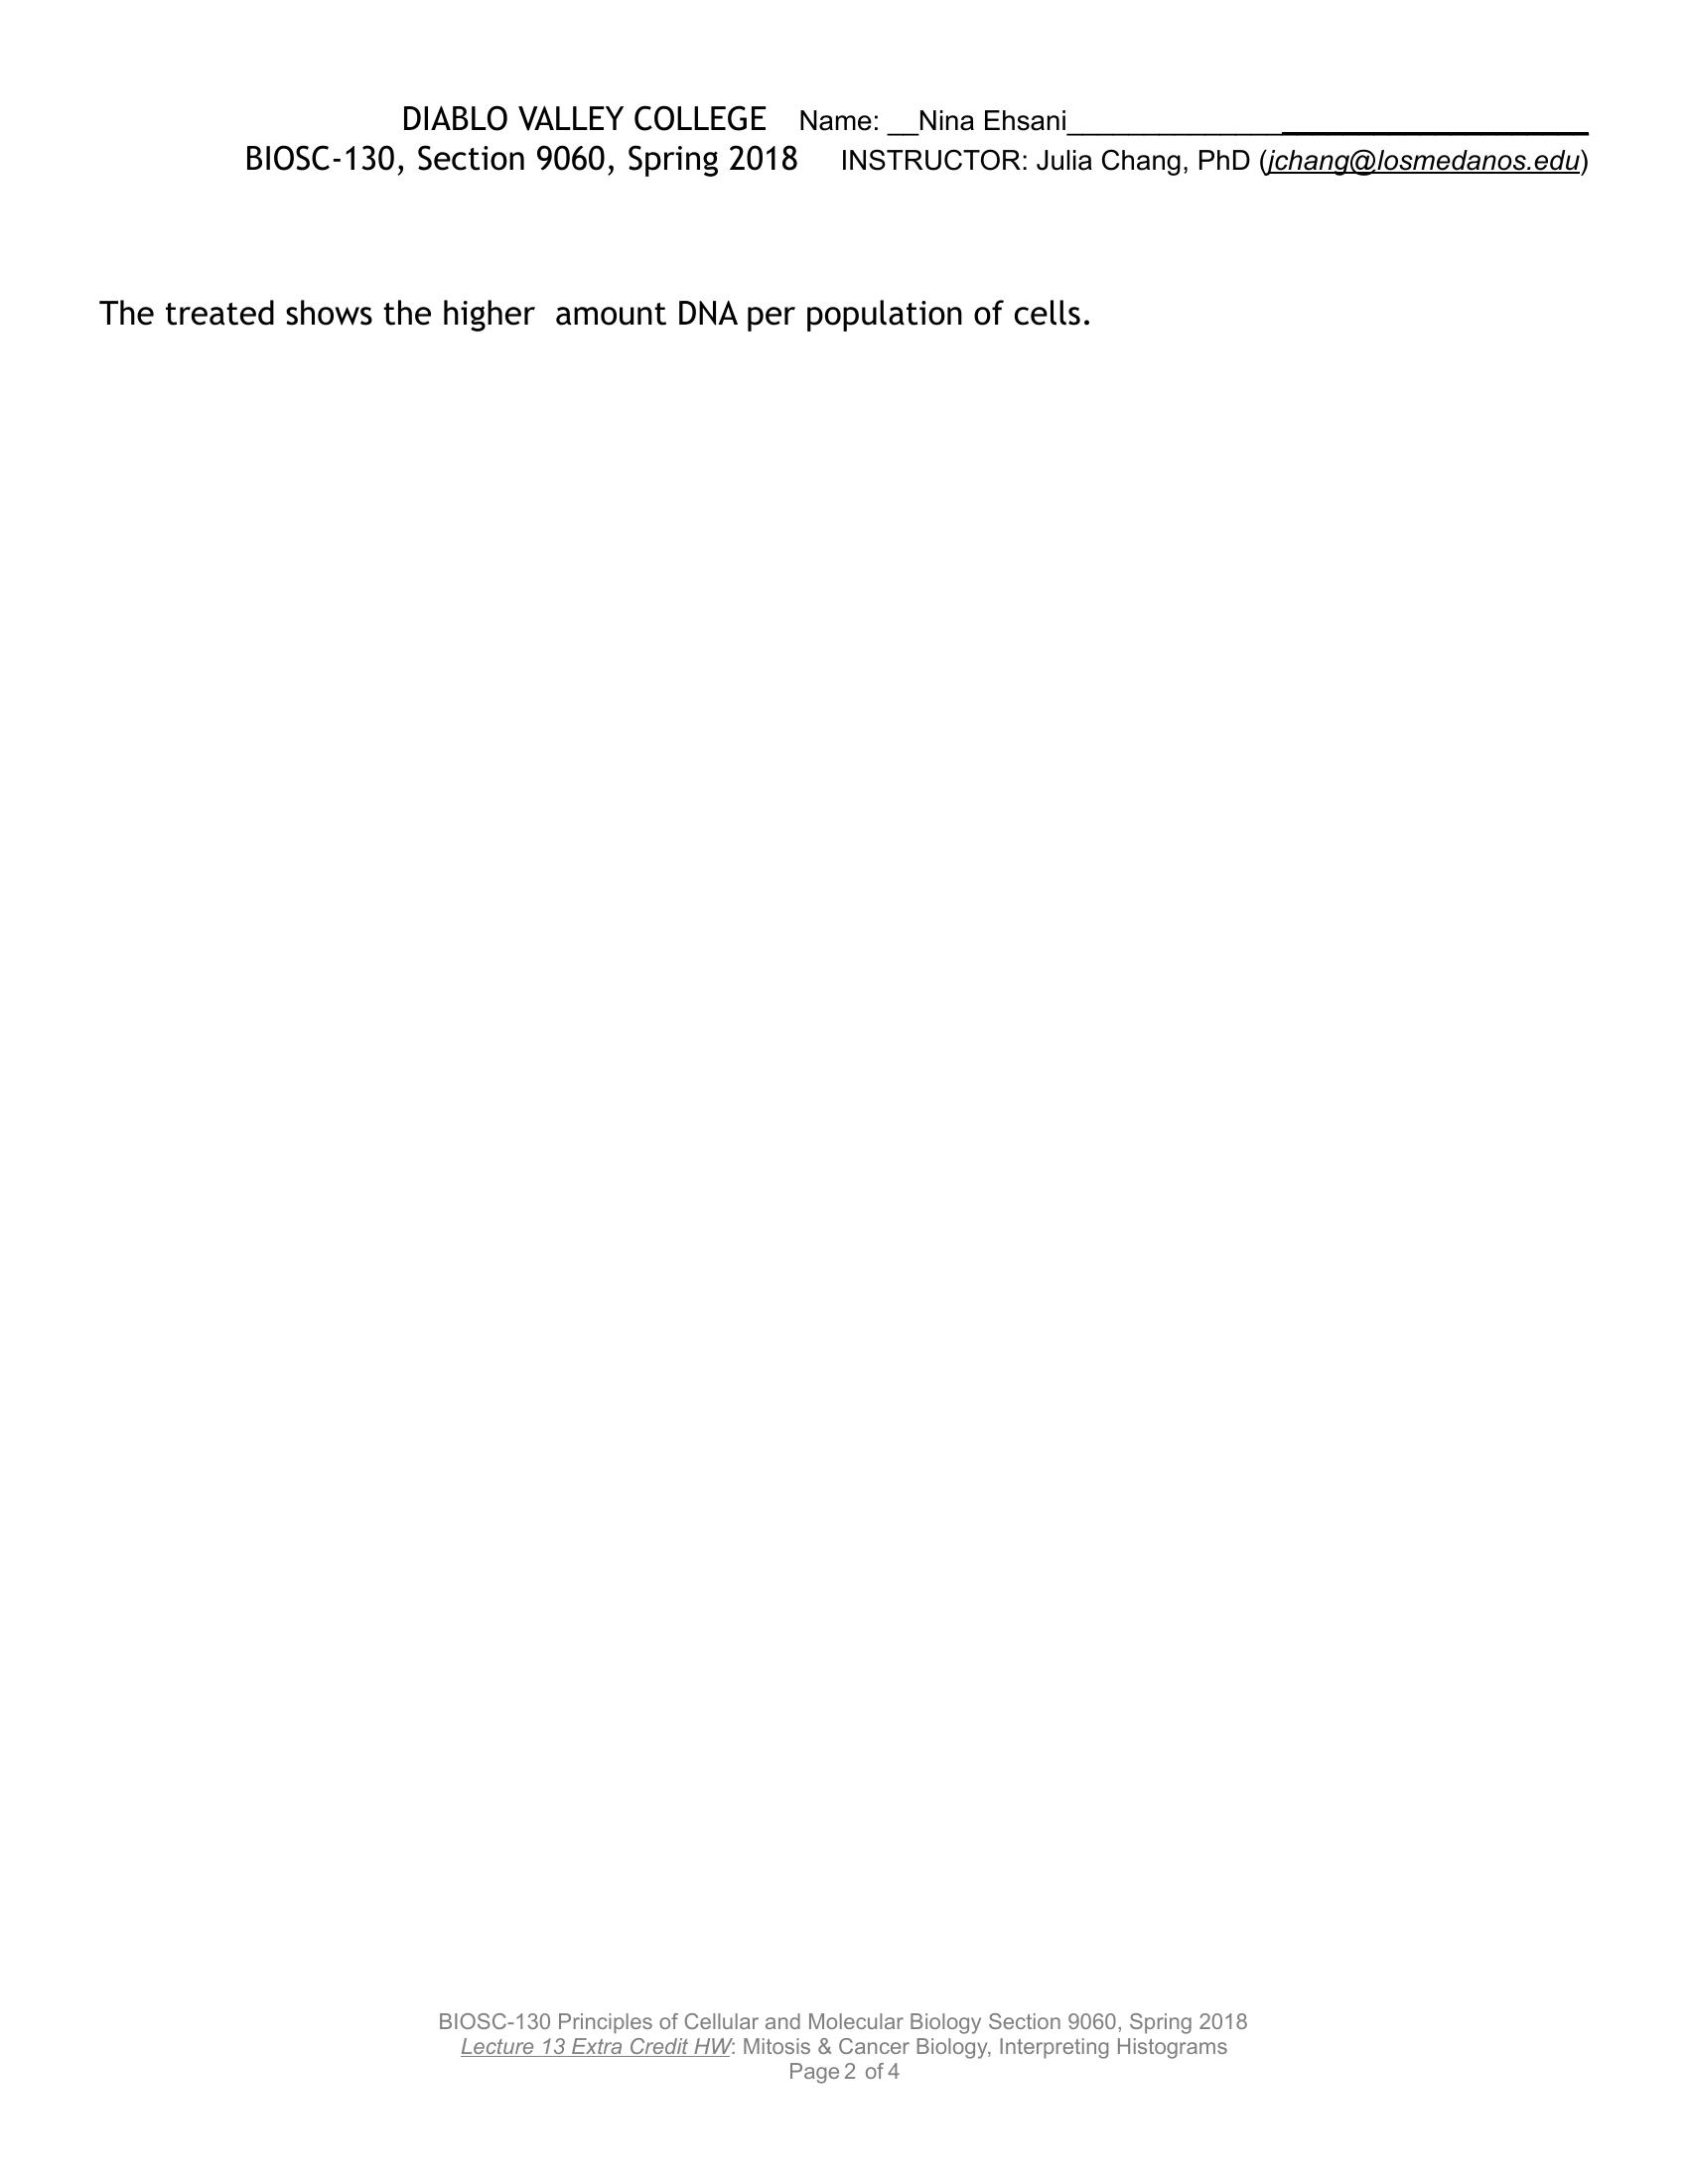 DIABLO VALLEY COLLEGE Name: __Nina Ehsani__________________________________
BIOSC-130, Section 9060, Spring 2018 INSTRUCTOR: Julia Chang, PhD (jchang@losmedanos.edu)
The treated shows the higher  amount DNA per population of cells.
BIOSC-130 Principles of Cellular and Molecular Biology Section 9060, Spring 2018
Lecture 13 Extra Credit HW: Mitosis & Cancer Biology, Interpreting Histograms
Page 2 of 4